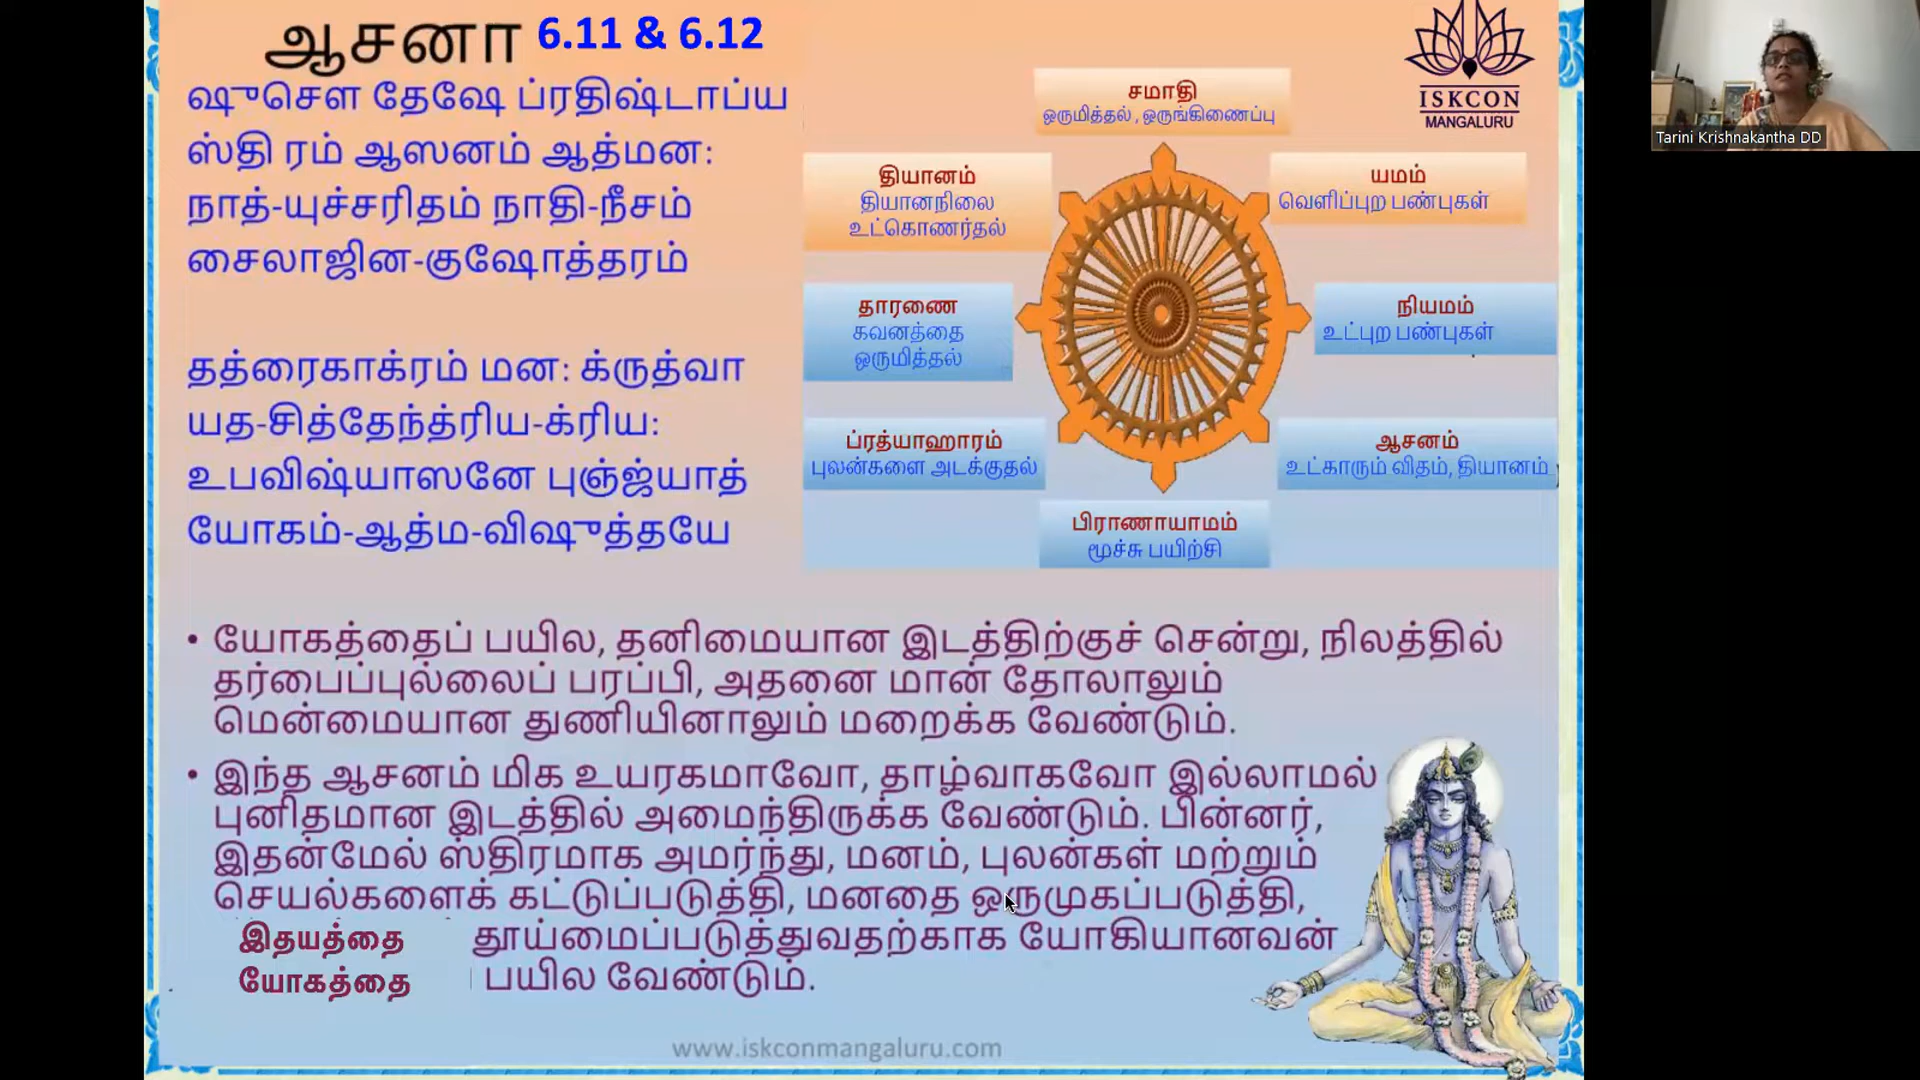 ஆசனா 6.11 & 6.12
ஷுசௌ தேஷே ப்ரதிஷ்டாப்ய
ஸ்தி ரம் ஆஸனம் ஆத்மன:
நாத்-யுச்சரிதம் நாதி-நீசம்
சைலாஜின-குஷோத்தரம்
தத்ரைகாக்ரம் மன: க்ருத்வா
யத-சித்தேந்த்ரிய-க்ரிய:
உபவிஷ்யாஸனே புஞ்ஜ்யாத்
யோகம்-ஆத்ம-விஷுத்தயே
சமாதி
ஒருமித்தல் , ஒருங்கிணைப்பு
தியானம்
தியானநிலை
உட்கொணர்தல்
யமம்
வெளிப்புற பண்புகள்
தாரணை
கவனத்தை
ஒருமித்தல்
நியமம்
உட்புற பண்புகள்
ப்ரத்யாஹாரம்
புலன்களை அடக்குதல்
ஆசனம்
உட்காரும் விதம், தியானம்
பிராணாயாமம்
மூச்சு பயிற்சி
ISKCON
MANGALURU
Tarini Krishnakantha DD
• யோகத்தைப் பயில, தனிமையான இடத்திற்குச் சென்று, நிலத்தில்
தர்பைப்புல்லைப் பரப்பி, அதனை மான் தோலாலும்
மென்மையான துணியினாலும் மறைக்க வேண்டும்.
• இந்த ஆசனம் மிக உயரகமாவோ, தாழ்வாகவோ இல்லாமல்
புனிதமான இடத்தில் அமைந்திருக்க வேண்டும். பின்னர்,
இதன்மேல் ஸ்திரமாக அமர்ந்து, மனம், புலன்கள் மற்றும்
செயல்களைக் கட்டுப்படுத்தி, மனதை ஒருமுகப்படுத்தி,
இதயத்தை தூய்மைப்படுத்துவதற்காக யோகியானவன்
யோகத்தை பயில வேண்டும்.
www.iskconmangaluru.com